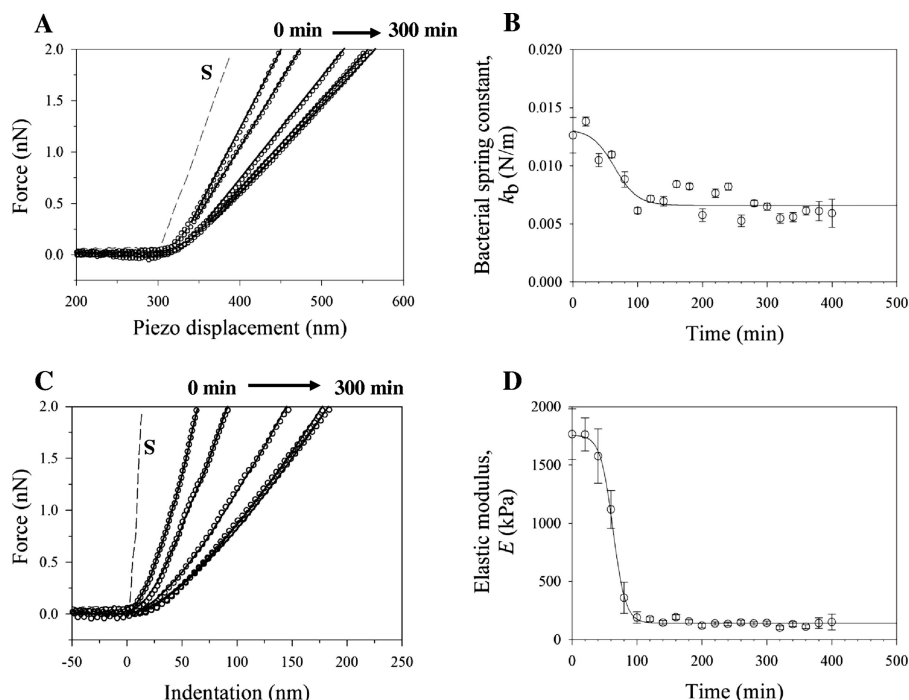 A
0 min 300 min
2.0
1.5
1.0
0.5
0.0
S
Force (nN)
200 300 400 500 600
Piezo displacement (nm)
B
0.020
0.015
0.010
0.005
0.000
Bacterial spring constant,
k_b (N/m)
0 100 200 300 400 500
Time (min)
C
0 min 300 min
2.0
1.5
1.0
0.5
0.0
S
Force (nN)
-50 0 50 100 150 200 250
Indentation (nm)
D
2000
1500
1000
500
0
Elastic modulus,
E (kPa)
0 100 200 300 400 500
Time (min)